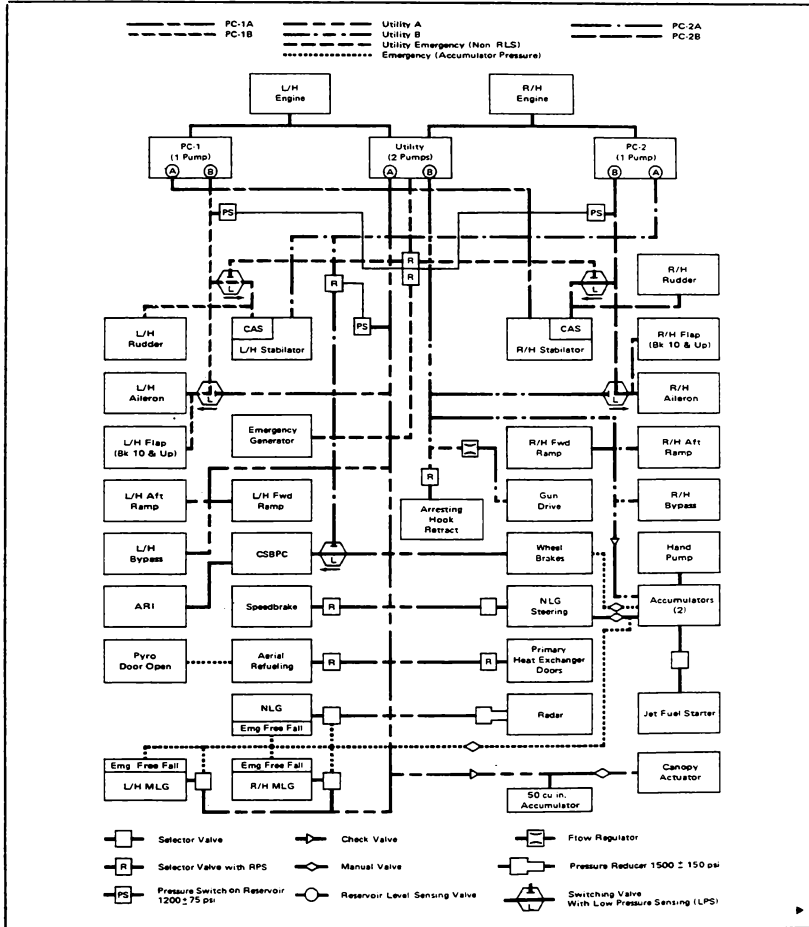 PC-1A
PC-1B
Utility A
Utility B
Utility Emergency (Non RLS)
Emergency (Accumulator Pressure)
PC-2A
PC-2B
L/H
Engine
R/H
Engine
PC-1
(1 Pump)
A
B
Utility
(2 Pumps)
A
B
PC-2
(1 Pump)
B
A
PS
PS
R
R
R
L
L
PS
R/H
Rudder
L/H
Rudder
CAS
L/H Stabilator
CAS
R/H Stabilator
R/H Flap
(Bk 10 & Up)
L/H
Aileron
L
L
R/H
Aileron
L/H Flap
(Bk 10 & Up)
Emergency
Generator
R/H Fwd
Ramp
R/H Aft
Ramp
R
L/H Aft
Ramp
L/H Fwd
Ramp
Arresting
Hook
Retract
Gun
Drive
R/H
Bypass
L/H
Bypass
CSBPC
L
Wheel
Brakes
Hand
Pump
ARI
Speedbrake
R
NLG
Steering
Accumulators
(2)
Pyro
Door Open
Aerial
Refueling
R
R
Primary
Heat Exchanger
Doors
NLG
Emg Free Fall
Radar
Jet Fuel Starter
Emg Free Fall
L/H MLG
Emg Free Fall
R/H MLG
50 cu in.
Accumulator
Canopy
Actuator
Selector Valve
Check Valve
Flow Regulator
R
Selector Valve with RPS
Manual Valve
Pressure Reducer 1500 ± 150 psi
PS
Pressure Switch on Reservoir
1200 ± 75 psi
Reservoir Level Sensing Valve
L
Switching Valve
With Low Pressure Sensing (LPS)